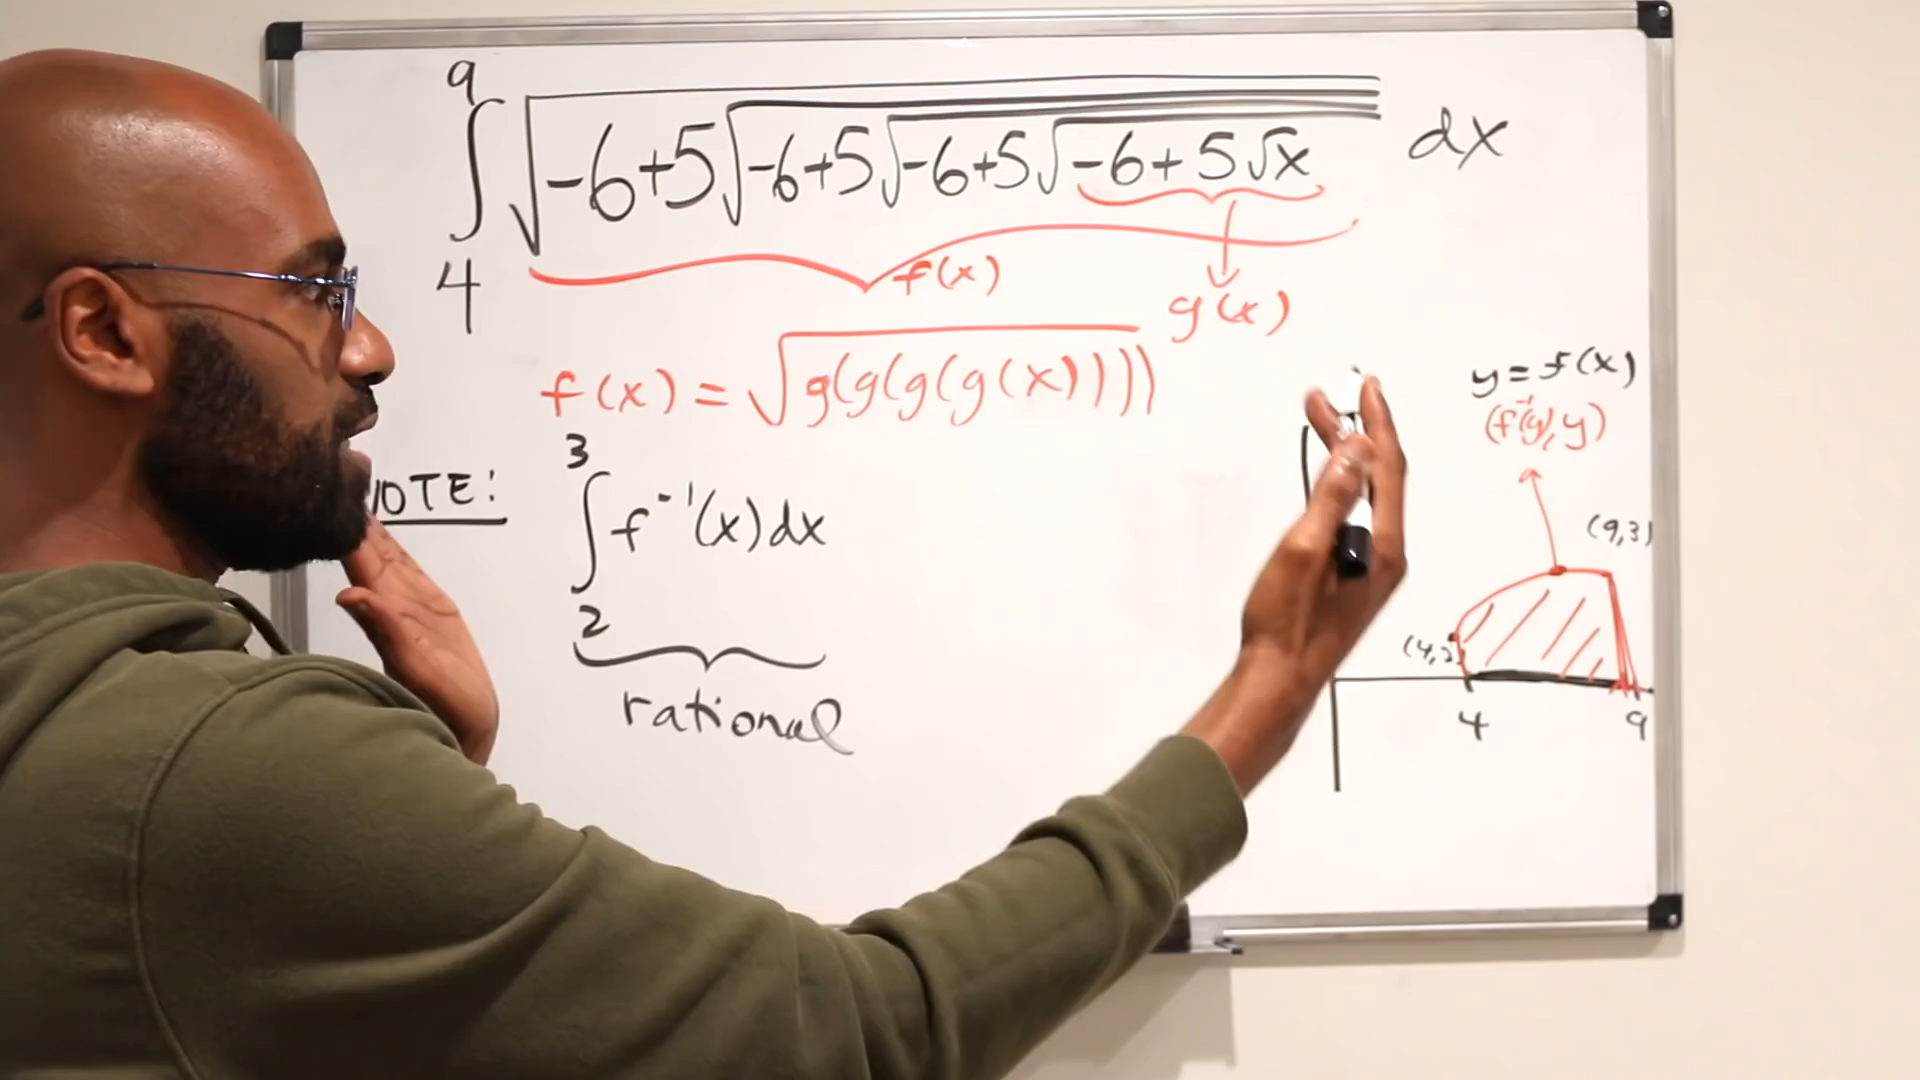 9
∫ √-6+5√-6+5√-6+5√-6+5√x dx
4
f(x)
g(x)
f(x) = √g(g(g(g(x))))
OTE:
3
∫ f⁻¹(x)dx
2
rational
y=f(x)
(f⁻¹(y), y)
(9,3)
(4,2)
4 9